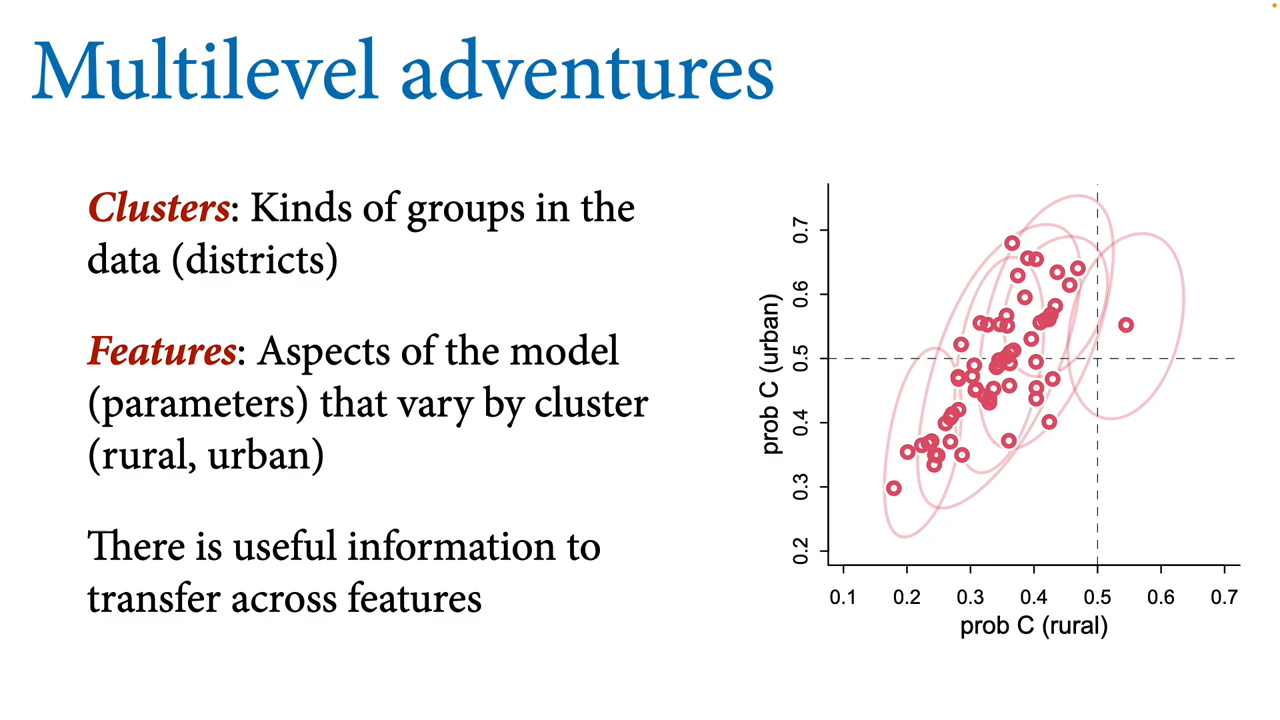 Multilevel adventures
Clusters: Kinds of groups in the
data (districts)
Features: Aspects of the model
(parameters) that vary by cluster
(rural, urban)
There is useful information to
transfer across features
prob C (urban)
0.7
0.6
0.5
0.4
0.3
0.2
0.1 0.2 0.3 0.4 0.5 0.6 0.7
prob C (rural)